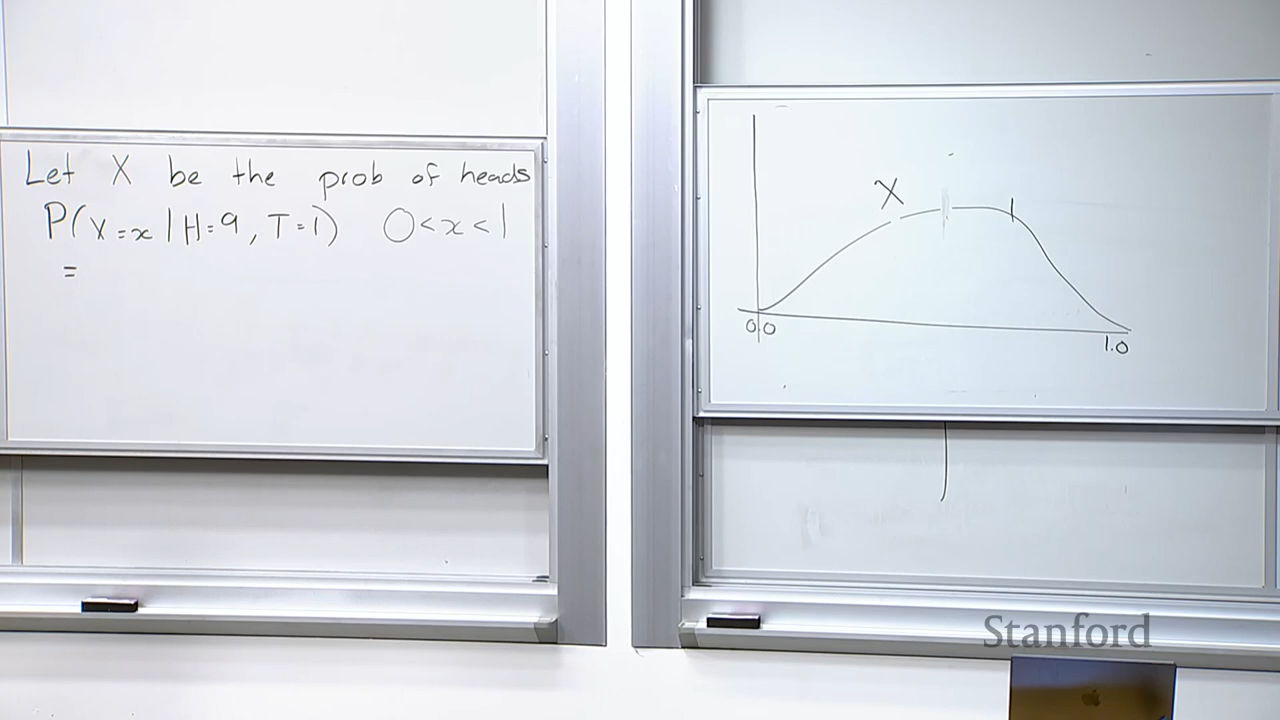 Let X be the prob of heads
P(X=x | H=9, T=1) 0<x<1
=
X
0.0
1.0
Stanford